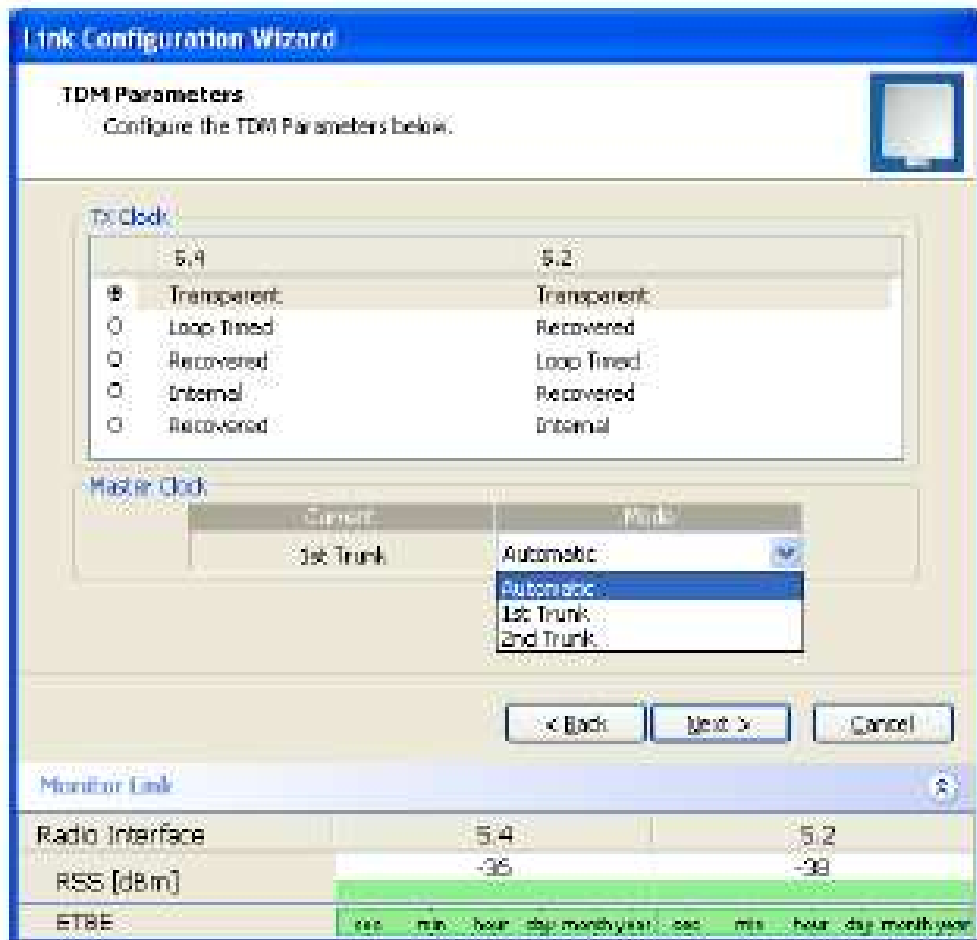 Link Configuration Wizard
TDM Parameters
Configure the TDM Parameters below.
TX Clock
5.4 5.2
Transparent Transparent
Loop Timed Recovered
Recovered Loop Timed
Internal Recovered
Recovered Internal
Master Clock
Current Mode
1st Trunk Automatic
Automatic
1st Trunk
2nd Trunk
< Back Next > Cancel
Monitor Link
Radio Interface 5.4 5.2
RSS [dBm]
sec min hour day month year sec min hour day month year